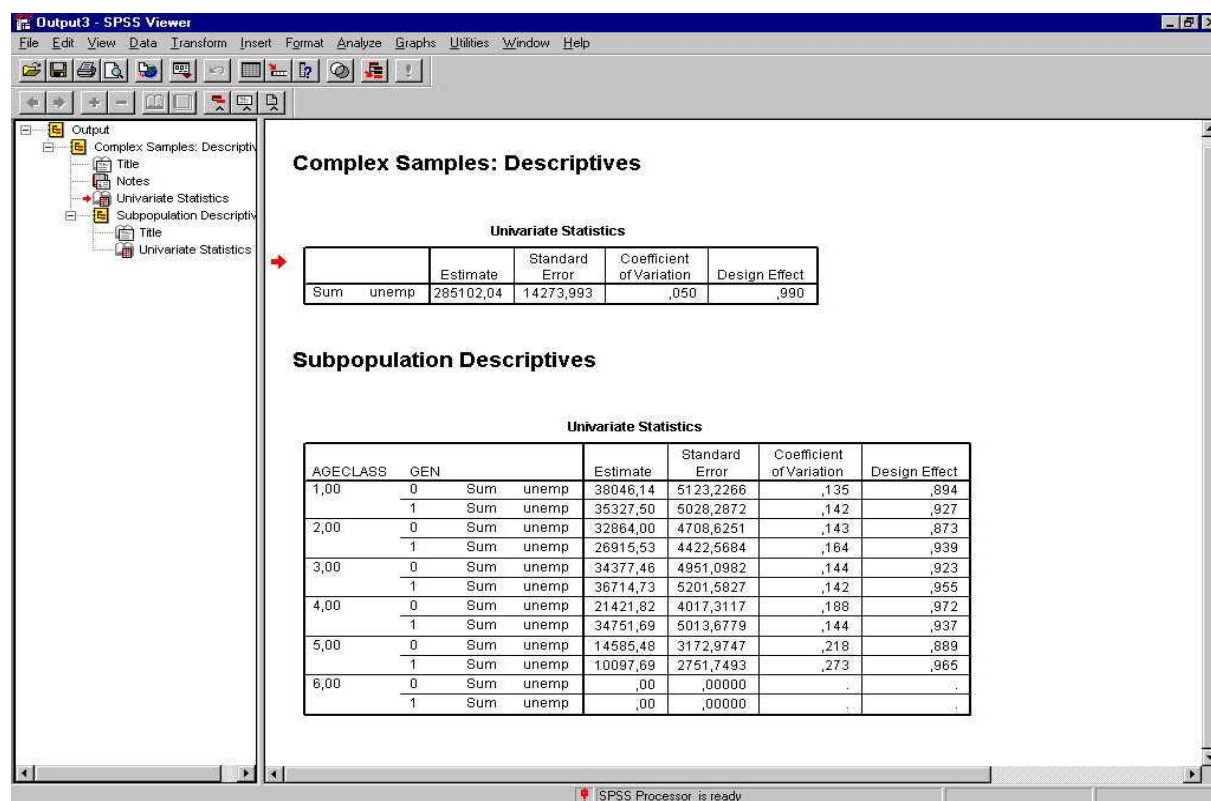 Output3 - SPSS Viewer
File Edit View Data Transform Insert Format Analyze Graphs Utilities Window Help
Output
Complex Samples: Descriptiv
Title
Notes
Univariate Statistics
Subpopulation Descriptiv
Title
Univariate Statistics
Complex Samples: Descriptives
Univariate Statistics
Estimate Standard Error Coefficient of Variation Design Effect
Sum unemp 285102,04 14273,993 ,050 ,990
Subpopulation Descriptives
Univariate Statistics
AGECLASS GEN Estimate Standard Error Coefficient of Variation Design Effect
1,00 0 Sum unemp 38046,14 5123,2266 ,135 ,894
1 Sum unemp 35327,50 5028,2872 ,142 ,927
2,00 0 Sum unemp 32864,00 4708,6251 ,143 ,873
1 Sum unemp 26915,53 4422,5684 ,164 ,939
3,00 0 Sum unemp 34377,46 4951,0982 ,144 ,923
1 Sum unemp 36714,73 5201,5827 ,142 ,955
4,00 0 Sum unemp 21421,82 4017,3117 ,188 ,972
1 Sum unemp 34751,69 5013,6779 ,144 ,937
5,00 0 Sum unemp 14585,48 3172,9747 ,218 ,889
1 Sum unemp 10097,69 2751,7493 ,273 ,965
6,00 0 Sum unemp ,00 ,00000 . .
1 Sum unemp ,00 ,00000 . .
SPSS Processor is ready